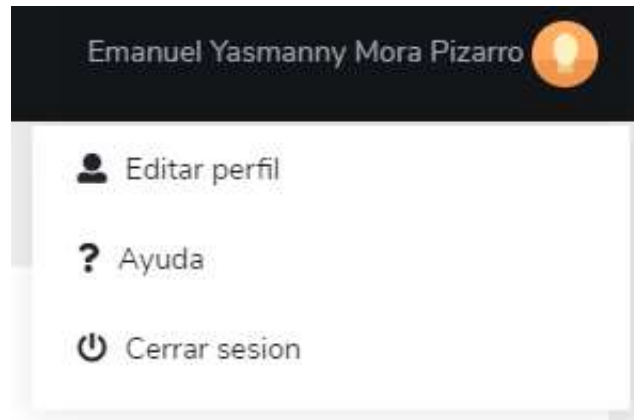 Emanuel Yasmanny Mora Pizarro
Editar perfil
? Ayuda
Cerrar sesion